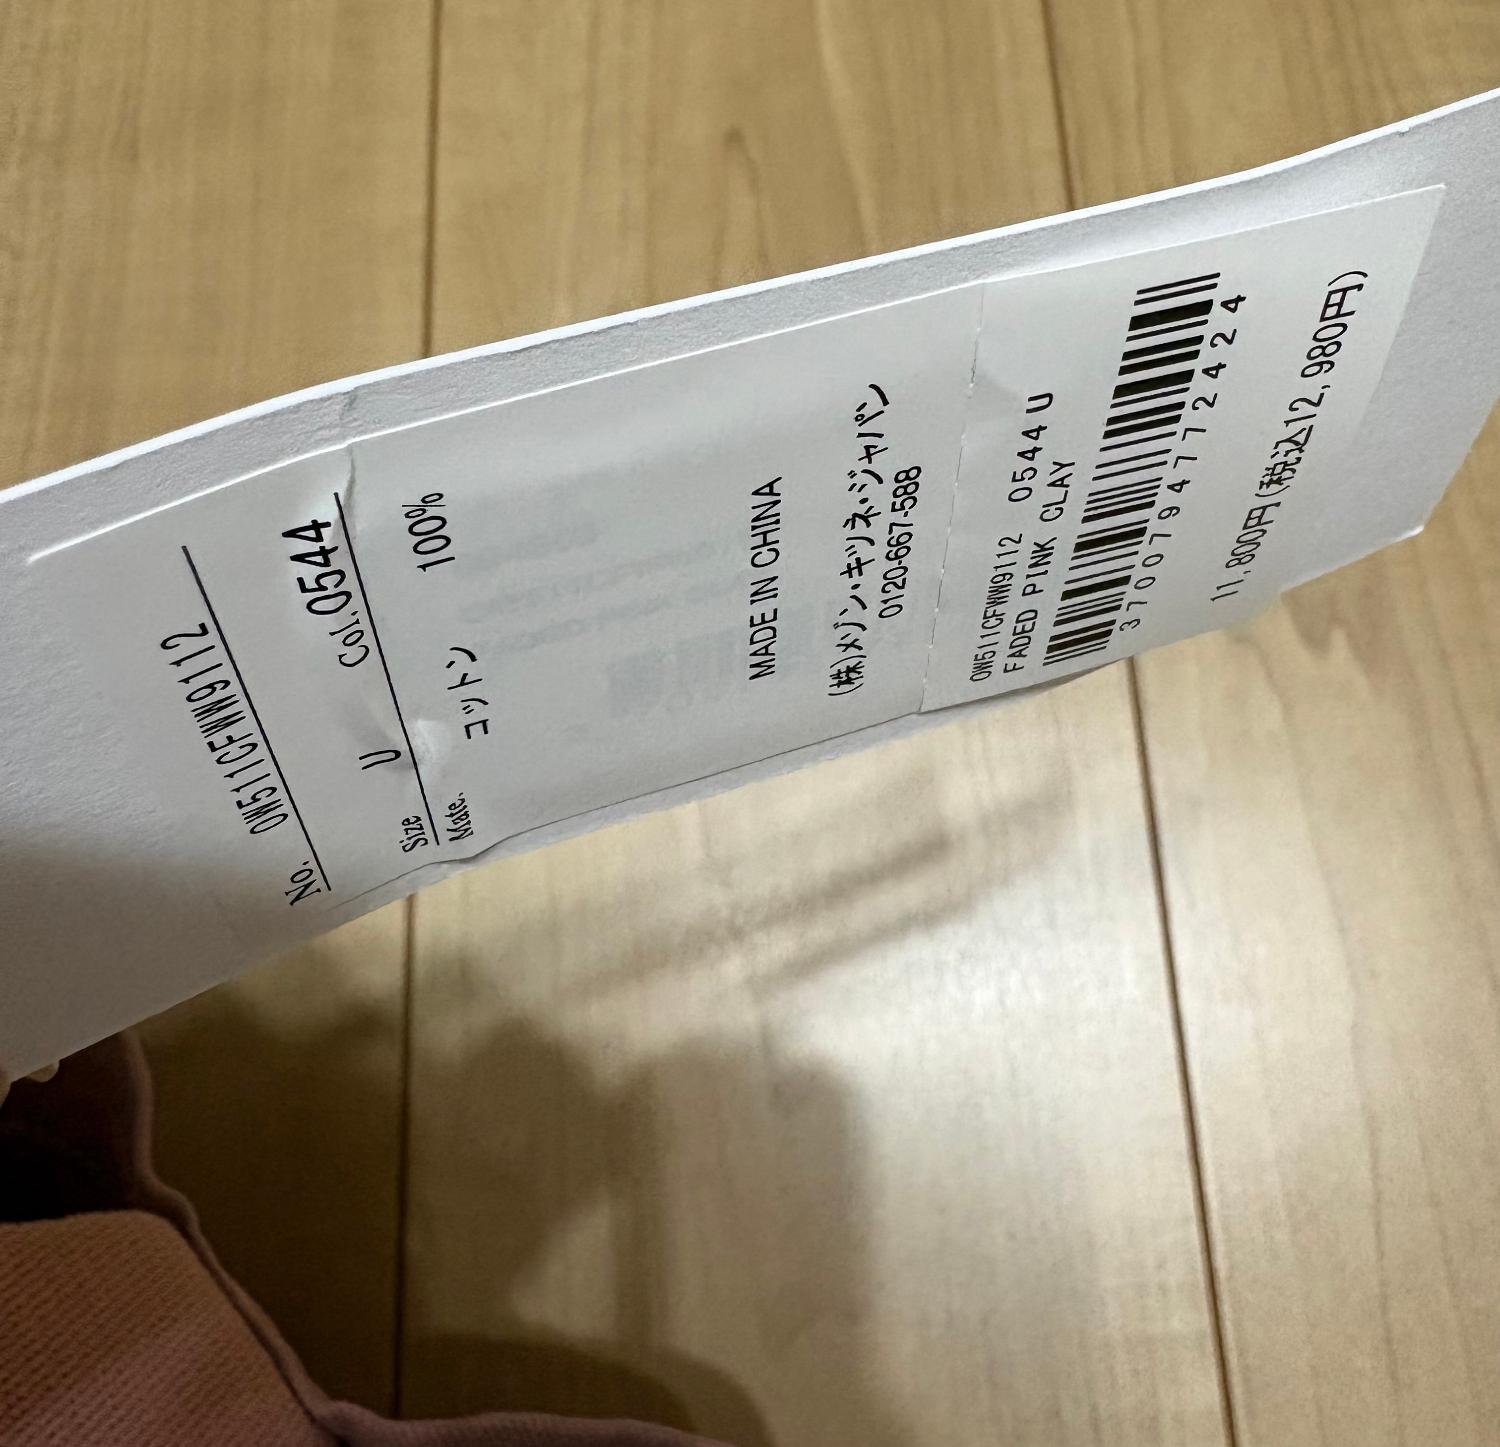 No. OW511CFWW9112
Size U Col.0544
Mate. コットン 100%
MADE IN CHINA
(株)メゾン・キツネ・ジャパン
0120-667-588
OW511CFWW9112 0544 U
FADED PINK CLAY
3700794772424
11,800円(税込12,980円)